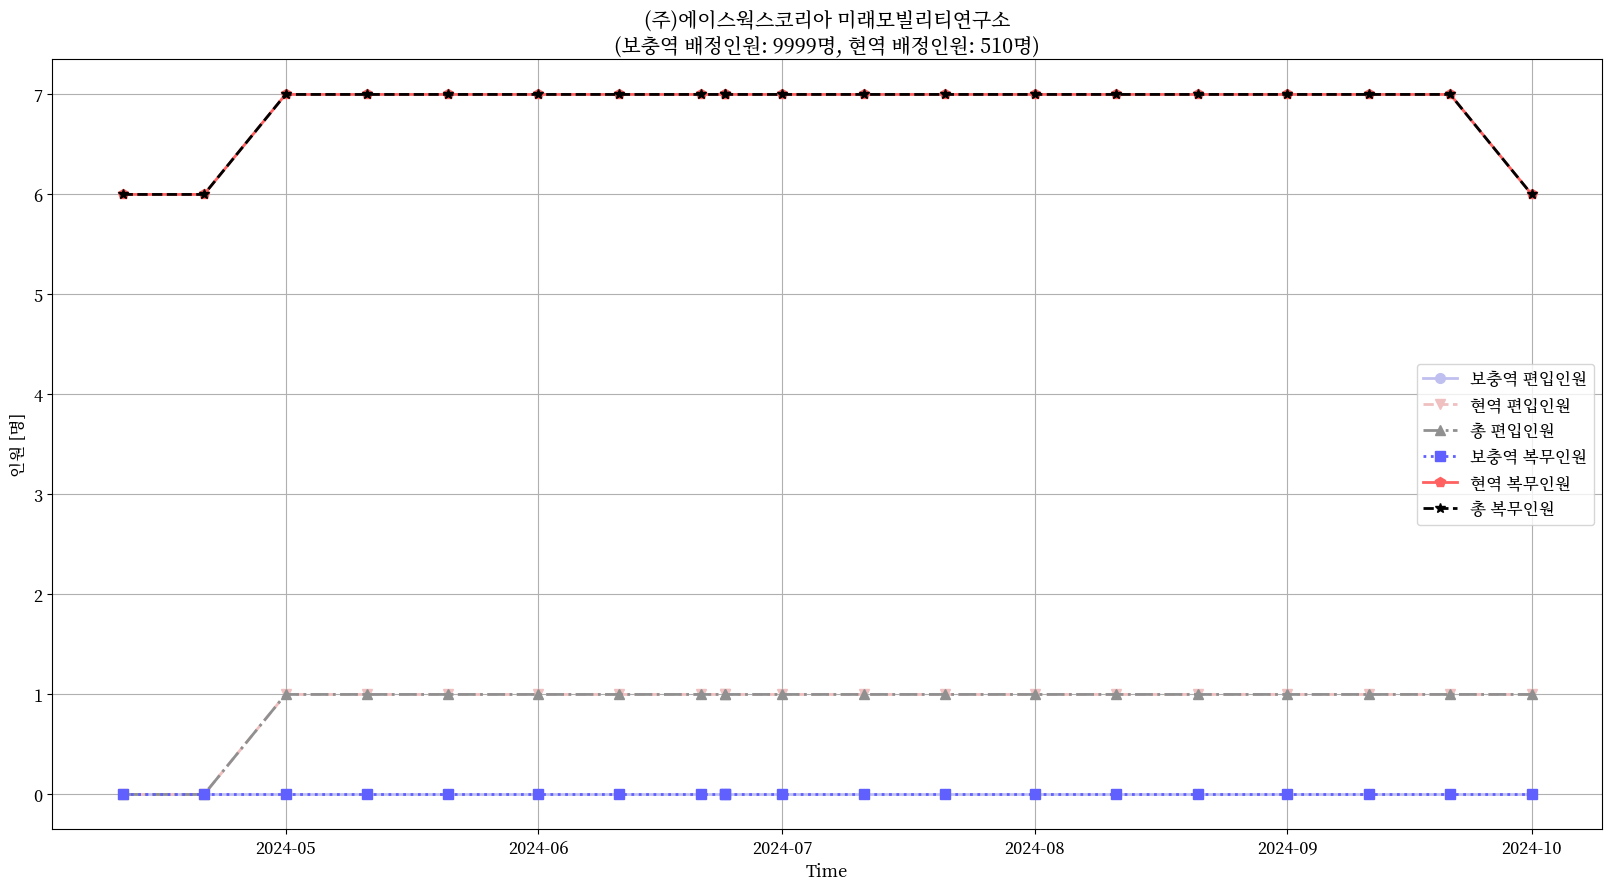 (주)에이스웍스코리아 미래모빌리티연구소
(보충역 배정인원: 9999명, 현역 배정인원: 510명)
인원 [명]
7
6
5
4
3
2
1
0
보충역 편입인원
현역 편입인원
총 편입인원
보충역 복무인원
현역 복무인원
총 복무인원
2024-05
2024-06
2024-07
2024-08
2024-09
2024-10
Time